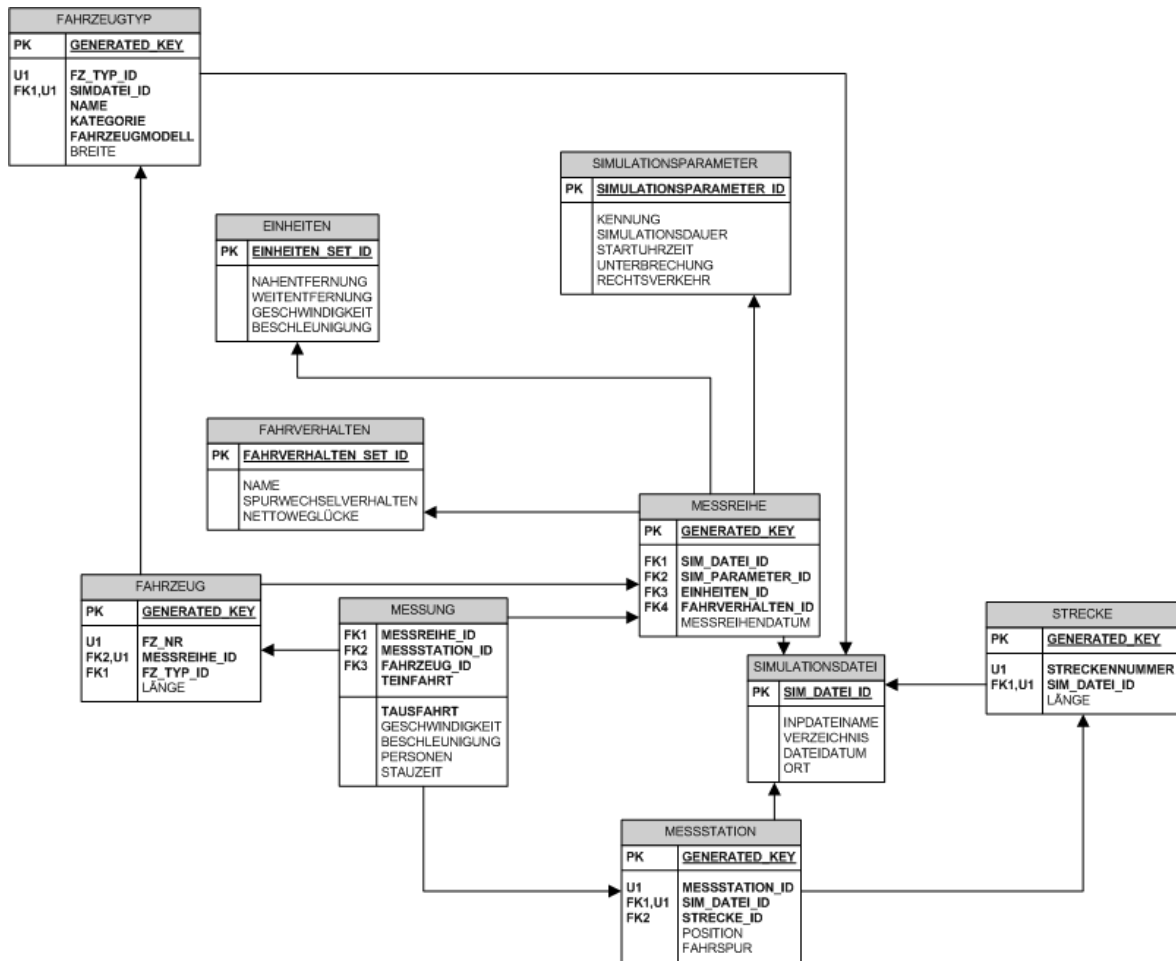 FAHRZEUGTYP
PK GENERATED_KEY
U1 FZ_TYP_ID
FK1,U1 SIMDATEI_ID
NAME
KATEGORIE
FAHRZEUGMODELL
BREITE
SIMULATIONSPARAMETER
PK SIMULATIONSPARAMETER_ID
KENNUNG
SIMULATIONSDAUER
STARTUHRZEIT
UNTERBRECHUNG
RECHTSVERKEHR
EINHEITEN
PK EINHEITEN_SET_ID
NAHENTFERNUNG
WEITENTFERNUNG
GESCHWINDIGKEIT
BESCHLEUNIGUNG
FAHRVERHALTEN
PK FAHRVERHALTEN_SET_ID
NAME
SPURWECHSELVERHALTEN
NETTOWEGLÜCKE
MESSREIHE
PK GENERATED_KEY
FK1 SIM_DATEI_ID
FK2 SIM_PARAMETER_ID
FK3 EINHEITEN_ID
FK4 FAHRVERHALTEN_ID
MESSREIHENDATUM
FAHRZEUG
PK GENERATED_KEY
U1 FZ_NR
FK2,U1 MESSREIHE_ID
FK1 FZ_TYP_ID
LÄNGE
MESSUNG
FK1 MESSREIHE_ID
FK2 MESSSTATION_ID
FK3 FAHRZEUG_ID
TEINFAHRT
TAUSFAHRT
GESCHWINDIGKEIT
BESCHLEUNIGUNG
PERSONEN
STAUZEIT
STRECKE
PK GENERATED_KEY
U1 STRECKENNUMMER
FK1,U1 SIM_DATEI_ID
LÄNGE
SIMULATIONSDATEI
PK SIM_DATEI_ID
INPDATEINAME
VERZEICHNIS
DATEIDATUM
ORT
MESSSTATION
PK GENERATED_KEY
U1 MESSSTATION_ID
FK1,U1 SIM_DATEI_ID
FK2 STRECKE_ID
POSITION
FAHRSPUR